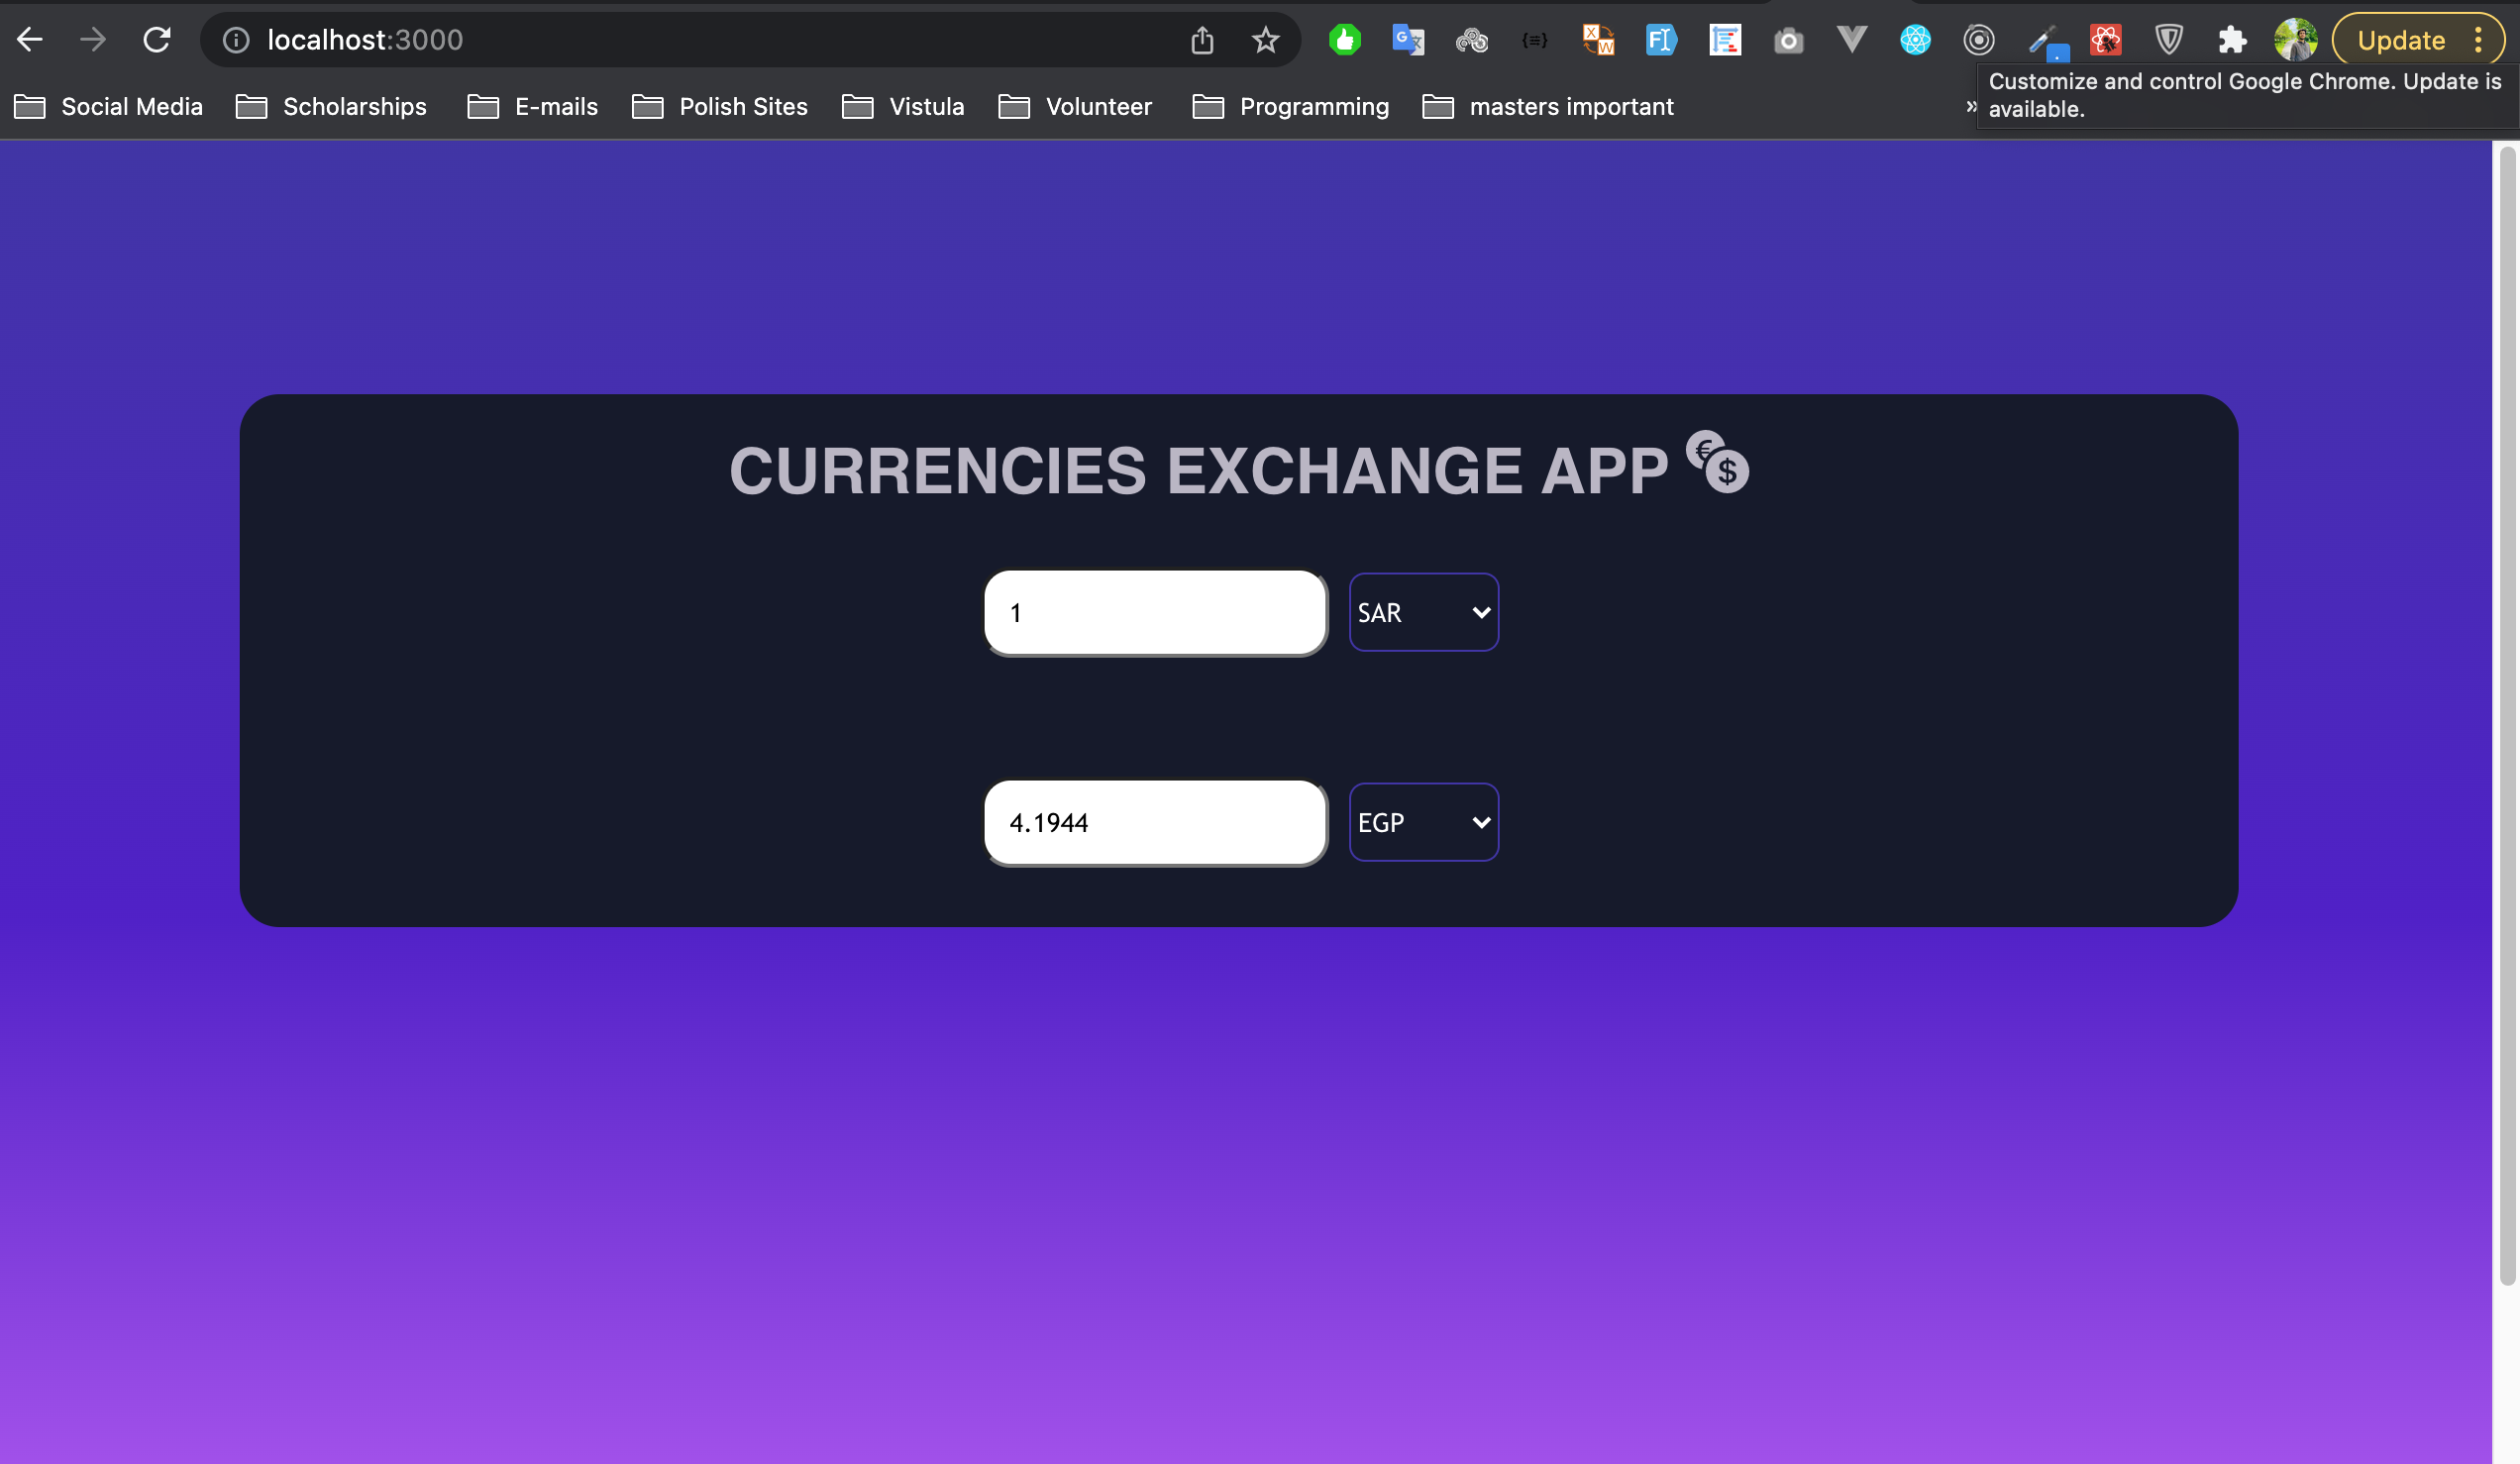 localhost:3000
Update
Customize and control Google Chrome. Update is
available.
Social Media
Scholarships
E-mails
Polish Sites
Vistula
Volunteer
Programming
masters important
»
CURRENCIES EXCHANGE APP
1
SAR
4.1944
EGP